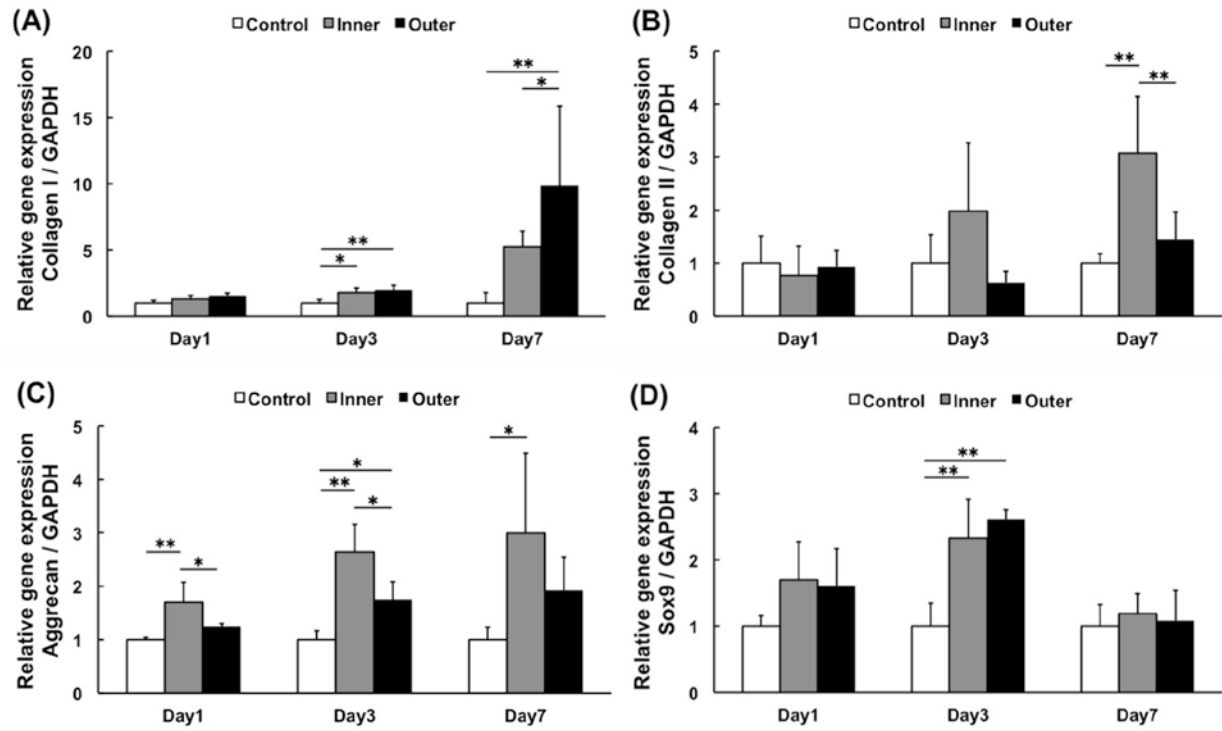 (A)
Control Inner Outer
Relative gene expression
Collagen I / GAPDH
20
15
10
5
0
** 
*
**
*
Day1 Day3 Day7
(B)
Control Inner Outer
Relative gene expression
Collagen II / GAPDH
5
4
3
2
1
0
** 
**
Day1 Day3 Day7
(C)
Control Inner Outer
Relative gene expression
Aggrecan / GAPDH
5
4
3
2
1
0
**
*
*
**
*
*
Day1 Day3 Day7
(D)
Control Inner Outer
Relative gene expression
Sox9 / GAPDH
4
3
2
1
0
**
**
Day1 Day3 Day7